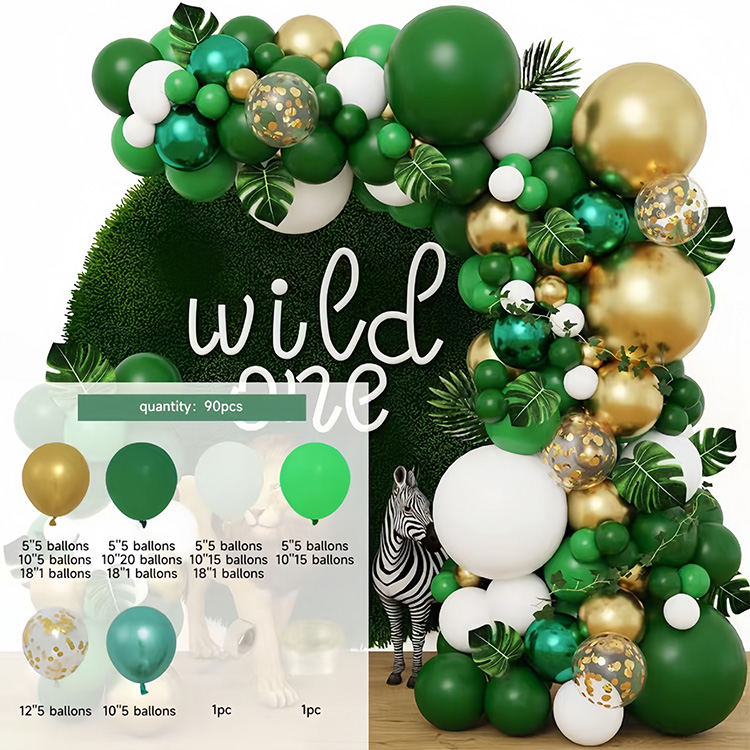 wild
one
quantity: 90pcs
5"5 ballons 5"5 ballons 5"5 ballons 5"5 ballons
10"5 ballons 10"20 ballons 10"15 ballons 10"15 ballons
18"1 ballons 18"1 ballons 18"1 ballons
12"5 ballons 10"5 ballons 1pc 1pc